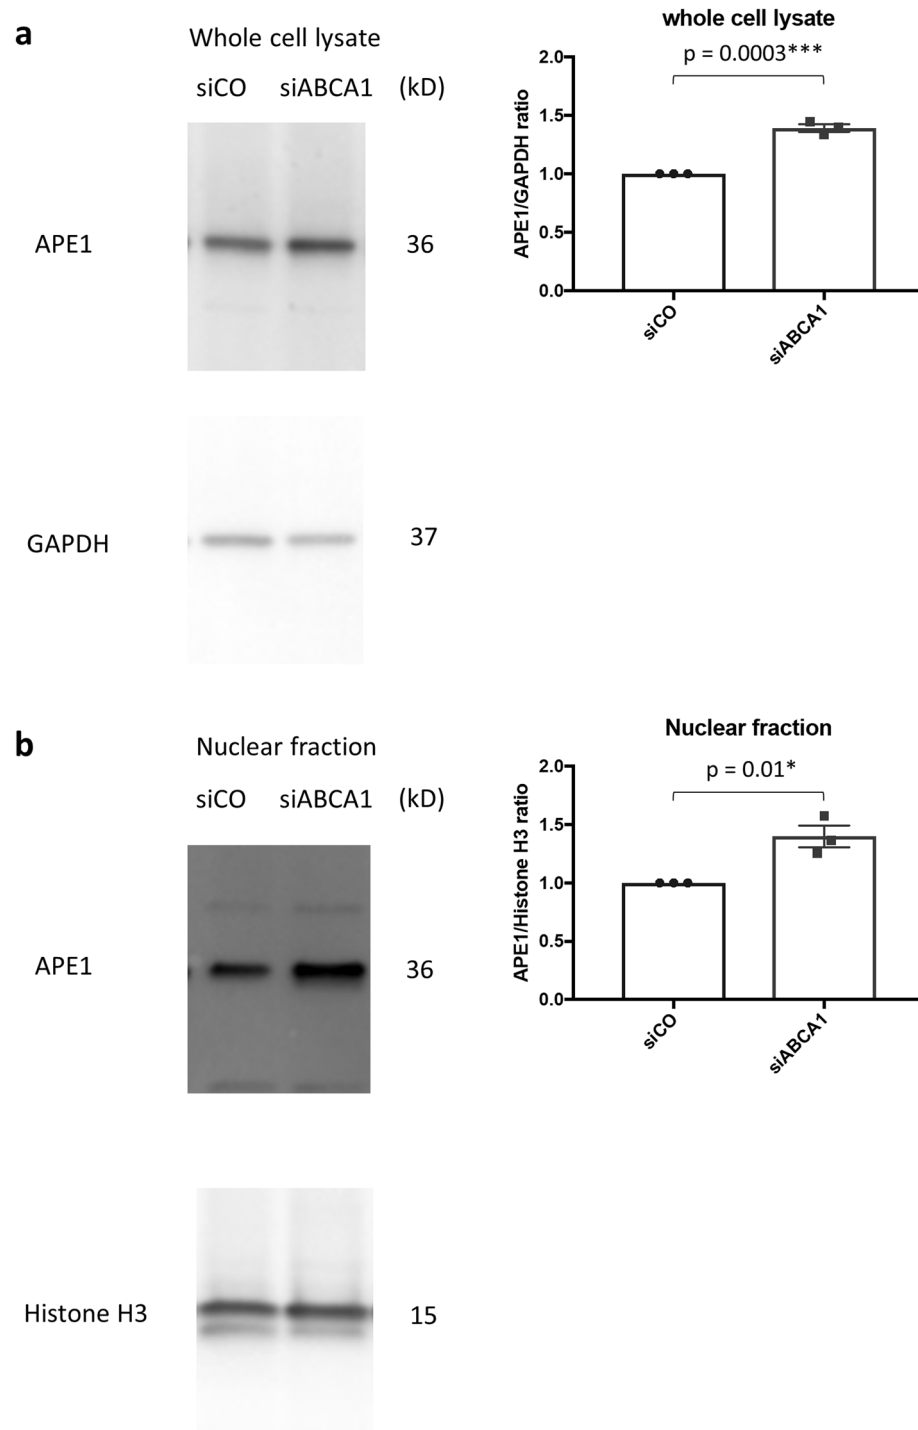 a
Whole cell lysate
siCO siABCA1 (kD)
APE1
36
GAPDH
37
whole cell lysate
p = 0.0003***
APE1/GAPDH ratio
2.0
1.5
1.0
0.5
0.0
siCO
siABCA1
b
Nuclear fraction
siCO siABCA1 (kD)
APE1
36
Histone H3
15
Nuclear fraction
p = 0.01*
APE1/Histone H3 ratio
2.0
1.5
1.0
0.5
0.0
siCO
siABCA1